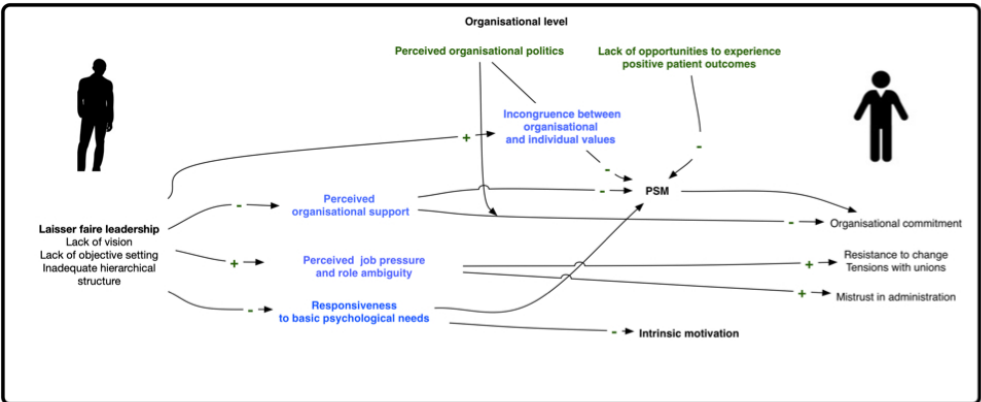 Organisational level
Perceived organisational politics
Lack of opportunities to experience
positive patient outcomes
Incongruence between
organisational
and individual values
+
-
-
Perceived
organisational support
-
-
PSM
-
Organisational commitment
Laisser faire leadership
Lack of vision
Lack of objective setting
Inadequate hierarchical
structure
+
Perceived job pressure
and role ambiguity
+
Resistance to change
Tensions with unions
+
Mistrust in administration
-
Responsiveness
to basic psychological needs
-
Intrinsic motivation